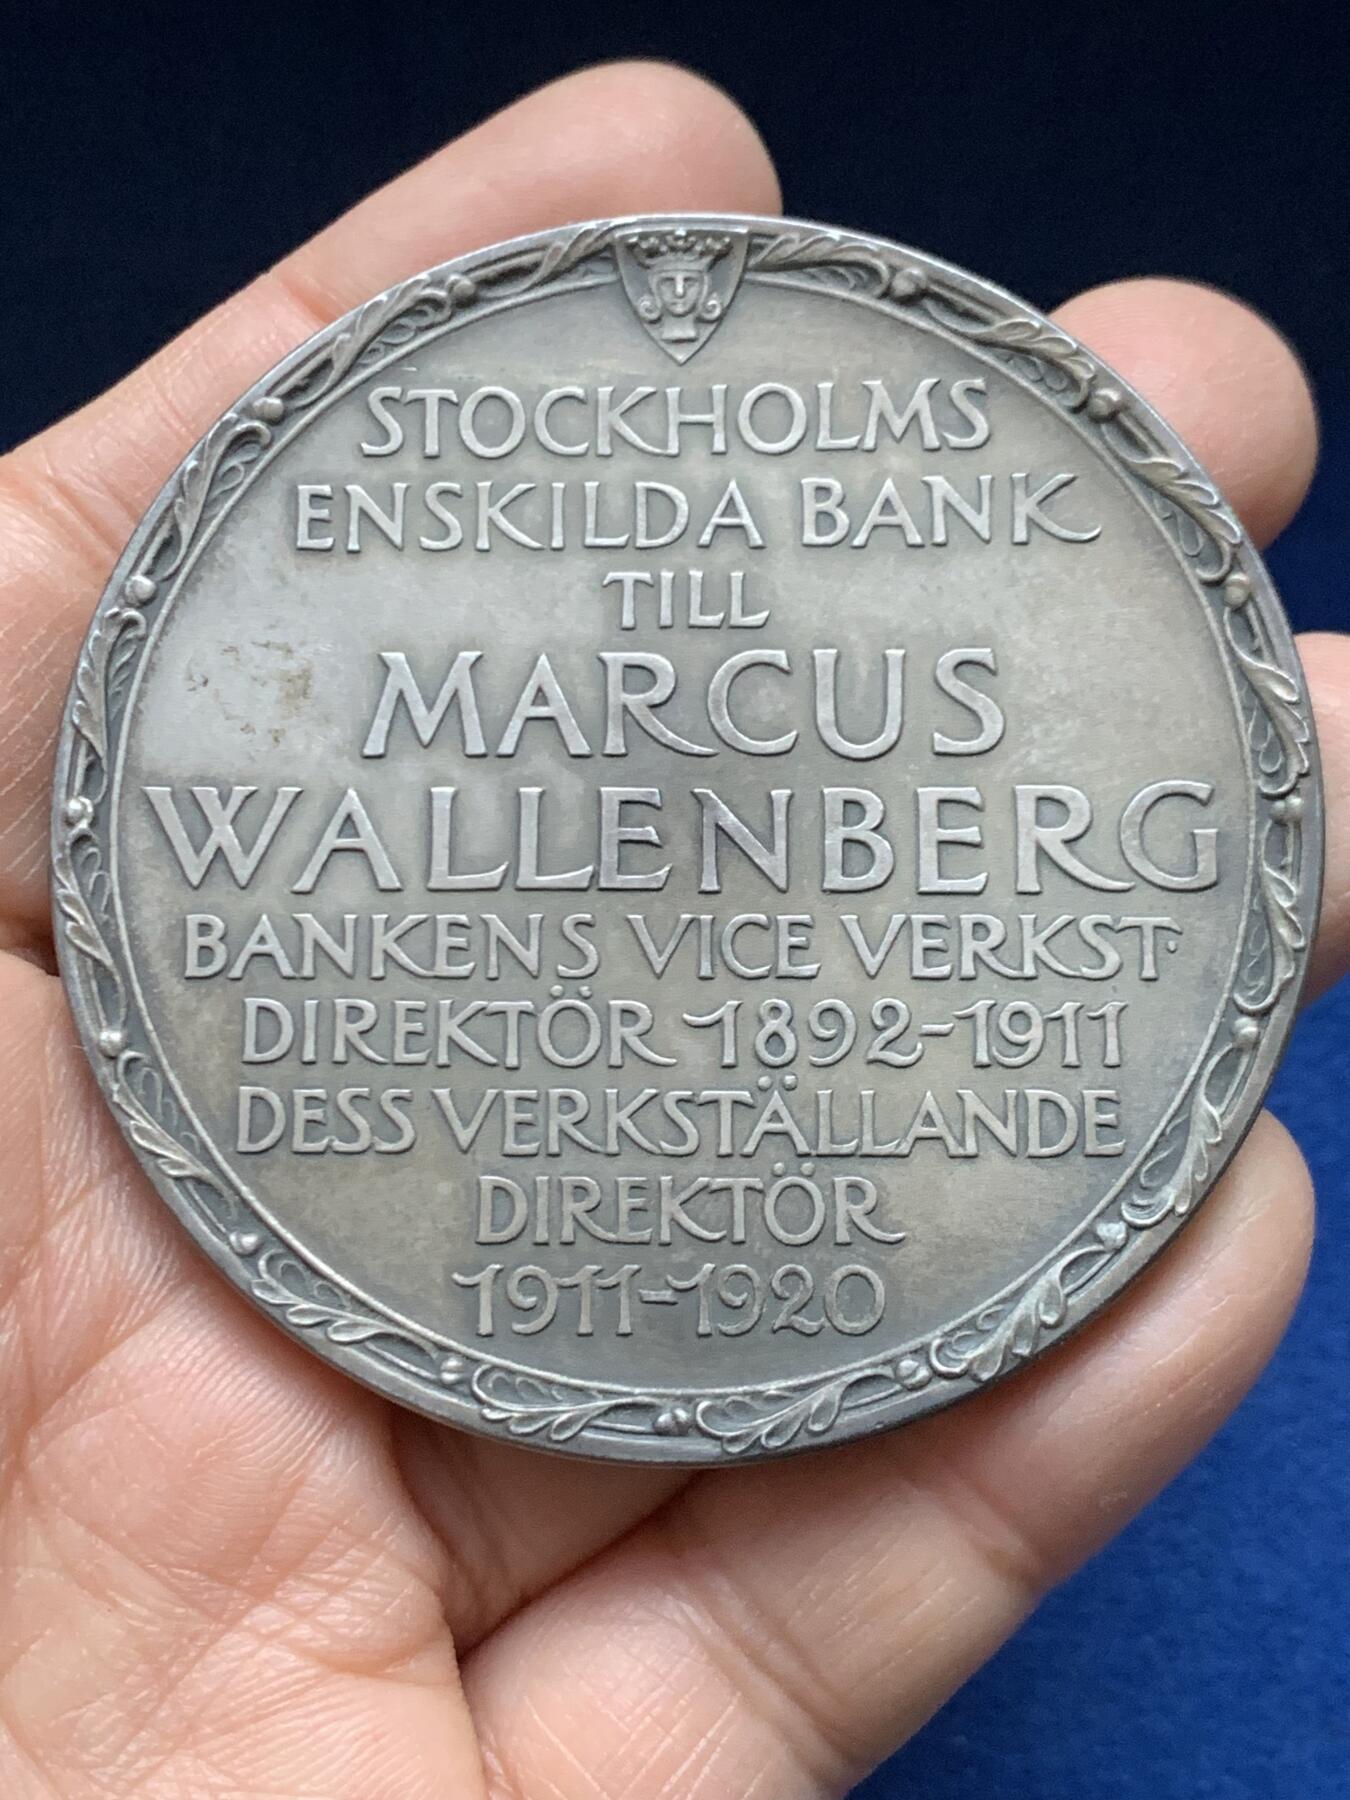 STOCKHOLMS
ENSKILDA BANK
TILL
MARCUS
WALLENBERG
BANKENS VICE VERKST.
DIREKTÖR 1892-1911
DESS VERKSTÄLLANDE
DIREKTÖR
1911-1920